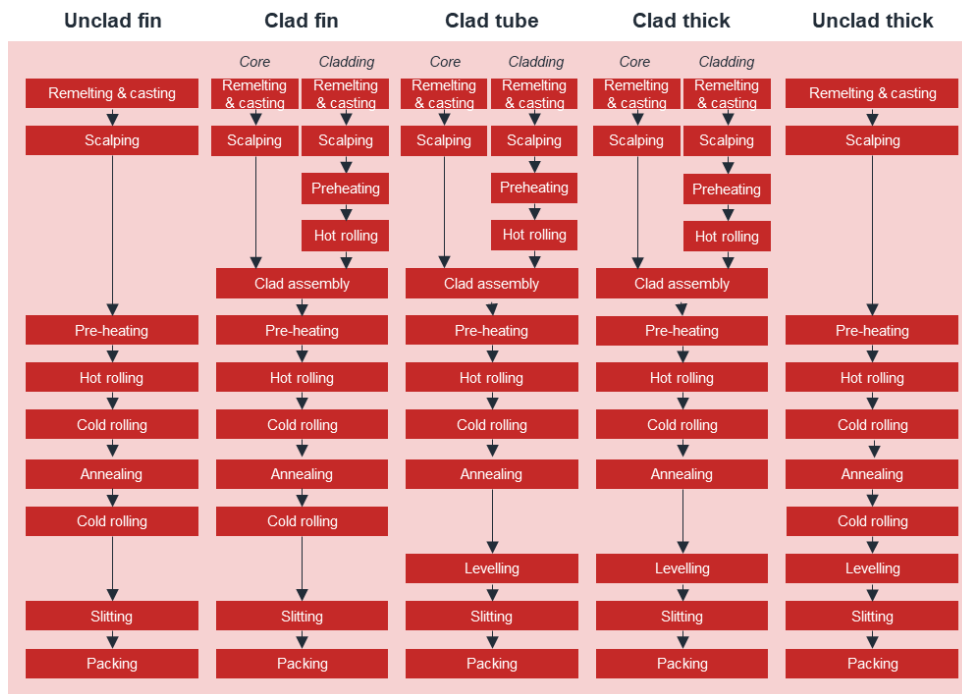 Unclad fin
Clad fin
Clad tube
Clad thick
Unclad thick
Core
Cladding
Core
Cladding
Core
Cladding
Remelting & casting
Remelting
& casting
Remelting
& casting
Remelting
& casting
Remelting
& casting
Remelting
& casting
Remelting
& casting
Remelting & casting
Scalping
Scalping
Scalping
Scalping
Scalping
Scalping
Scalping
Scalping
Preheating
Preheating
Preheating
Hot rolling
Hot rolling
Hot rolling
Clad assembly
Clad assembly
Clad assembly
Pre-heating
Pre-heating
Pre-heating
Pre-heating
Pre-heating
Hot rolling
Hot rolling
Hot rolling
Hot rolling
Hot rolling
Cold rolling
Cold rolling
Cold rolling
Cold rolling
Cold rolling
Annealing
Annealing
Annealing
Annealing
Annealing
Cold rolling
Cold rolling
Cold rolling
Levelling
Levelling
Levelling
Slitting
Slitting
Slitting
Slitting
Slitting
Packing
Packing
Packing
Packing
Packing